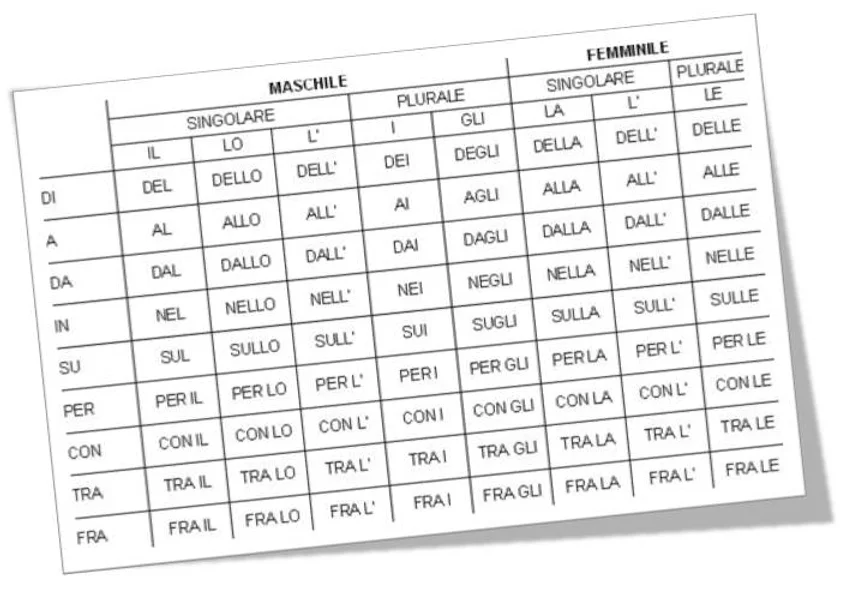 MASCHILE FEMMINILE
SINGOLARE PLURALE SINGOLARE PLURALE
IL LO L' I GLI LA L' LE
DI DEL DELLO DELL' DEI DEGLI DELLA DELL' DELLE
A AL ALLO ALL' AI AGLI ALLA ALL' ALLE
DA DAL DALLO DALL' DAI DAGLI DALLA DALL' DALLE
IN NEL NELLO NELL' NEI NEGLI NELLA NELL' NELLE
SU SUL SULLO SULL' SUI SUGLI SULLA SULL' SULLE
PER PER IL PER LO PER L' PER I PER GLI PER LA PER L' PER LE
CON CON IL CON LO CON L' CON I CON GLI CON LA CON L' CON LE
TRA TRA IL TRA LO TRA L' TRA I TRA GLI TRA LA TRA L' TRA LE
FRA FRA IL FRA LO FRA L' FRA I FRA GLI FRA LA FRA L' FRA LE